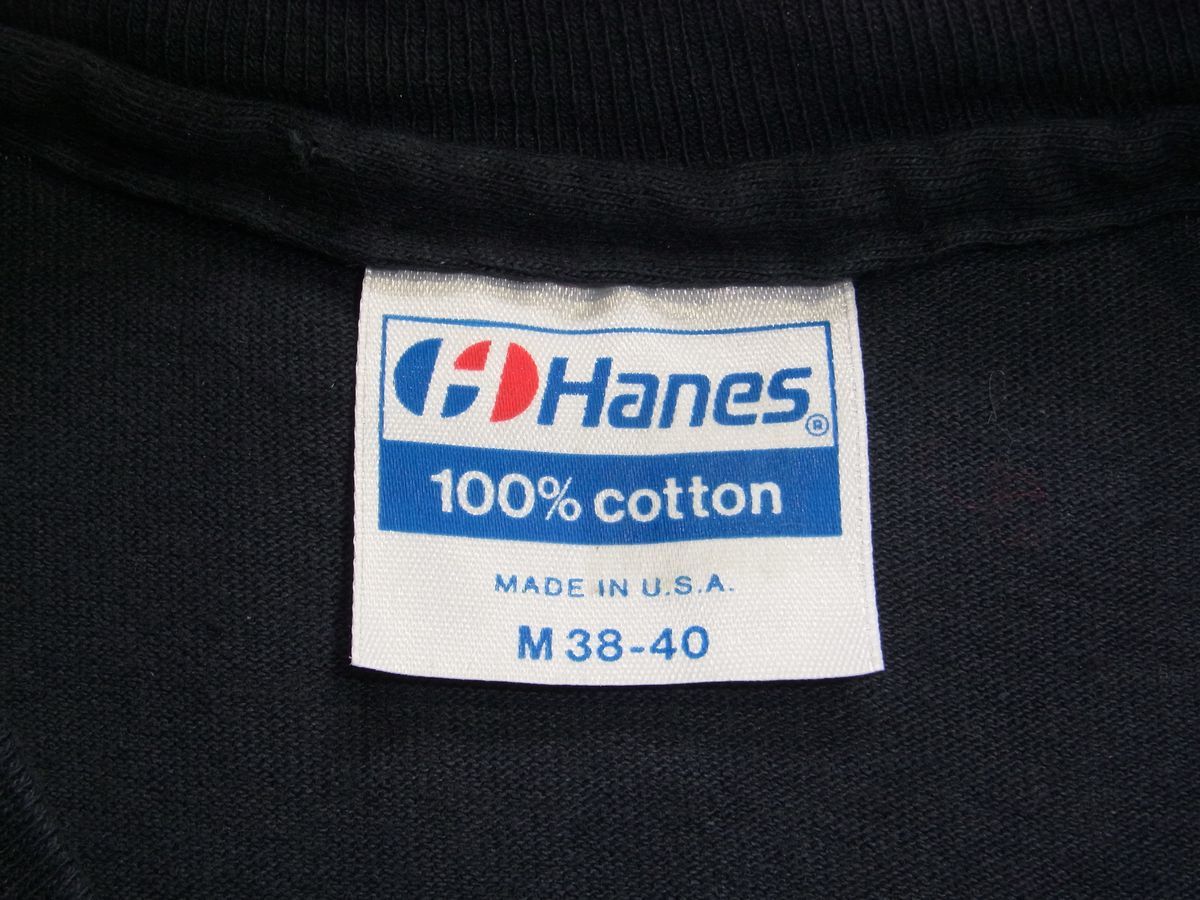 Hanes®
100% cotton
MADE IN U.S.A.
M 38-40